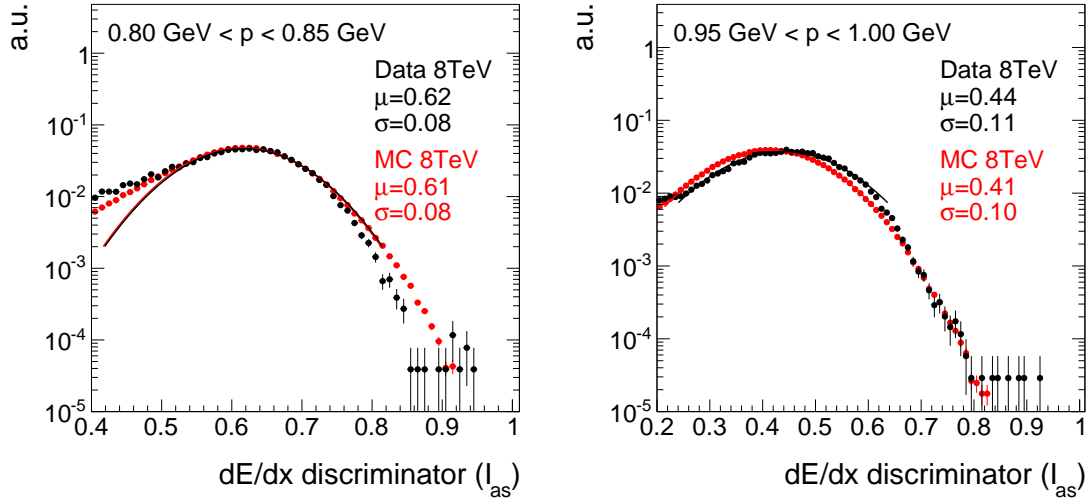 a.u.
0.80 GeV < p < 0.85 GeV
Data 8TeV
μ=0.62
σ=0.08
MC 8TeV
μ=0.61
σ=0.08
1
10^-1
10^-2
10^-3
10^-4
10^-5
0.4 0.5 0.6 0.7 0.8 0.9 1
dE/dx discriminator (I_as)
a.u.
0.95 GeV < p < 1.00 GeV
Data 8TeV
μ=0.44
σ=0.11
MC 8TeV
μ=0.41
σ=0.10
1
10^-1
10^-2
10^-3
10^-4
10^-5
0.2 0.3 0.4 0.5 0.6 0.7 0.8 0.9 1
dE/dx discriminator (I_as)